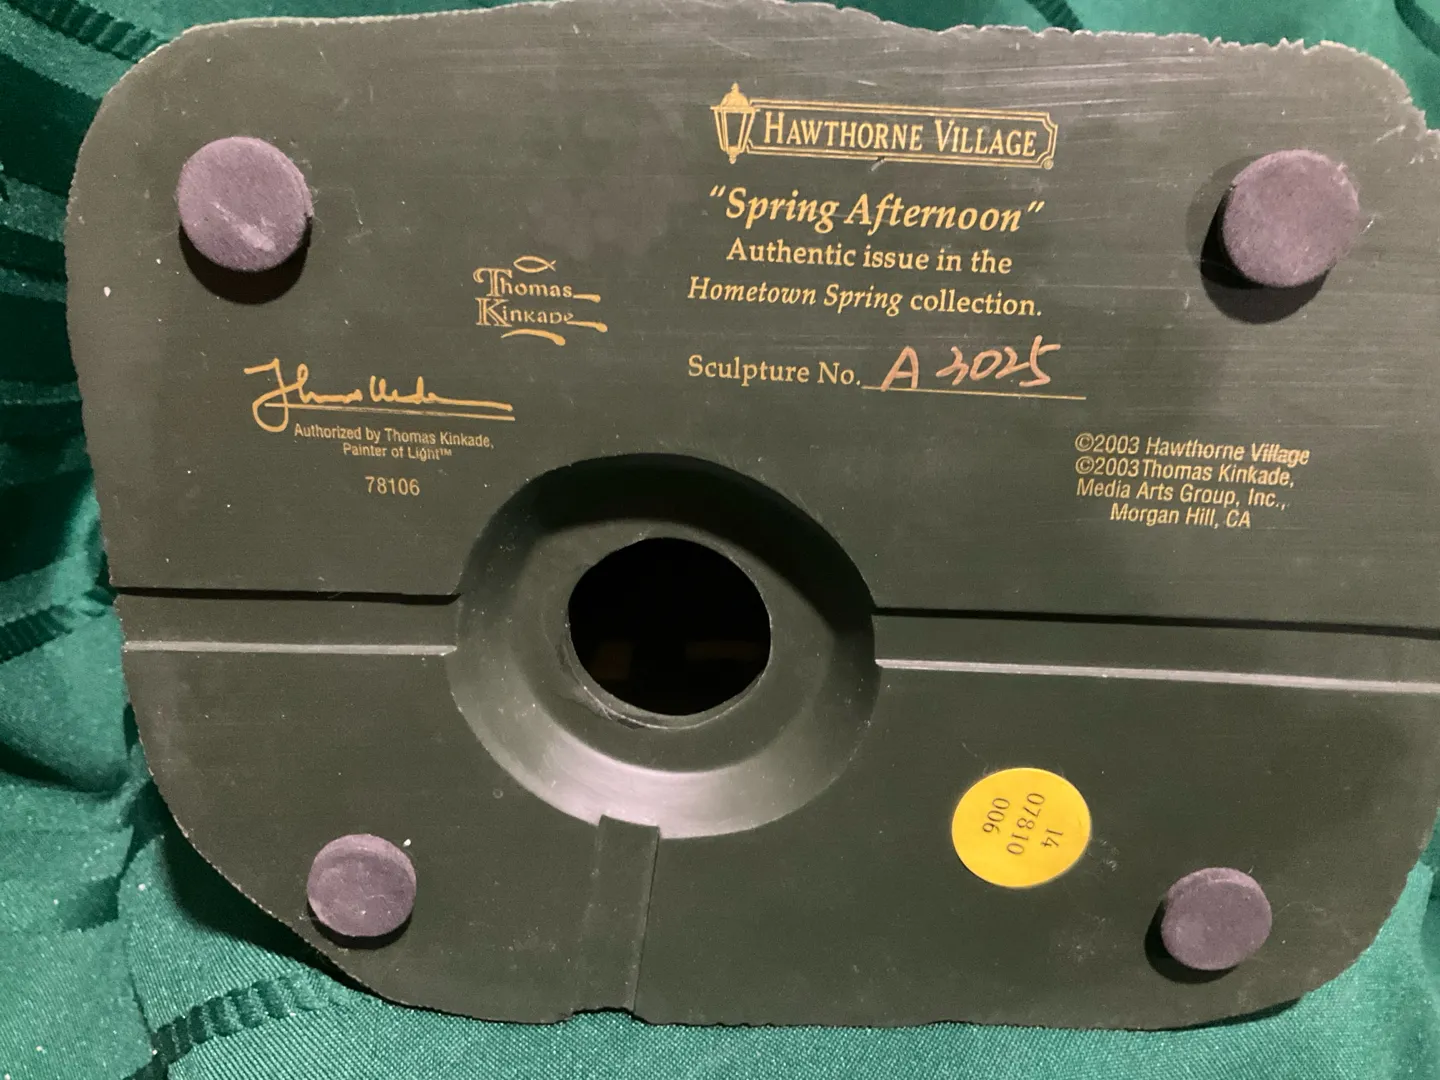 HAWTHORNE VILLAGE®
"Spring Afternoon"
Authentic issue in the
Hometown Spring collection.
Sculpture No. A 3025
Thomas
Kinkade
Authorized by Thomas Kinkade,
Painter of Light™
78106
©2003 Hawthorne Village
©2003 Thomas Kinkade,
Media Arts Group, Inc.,
Morgan Hill, CA
14
07810
006